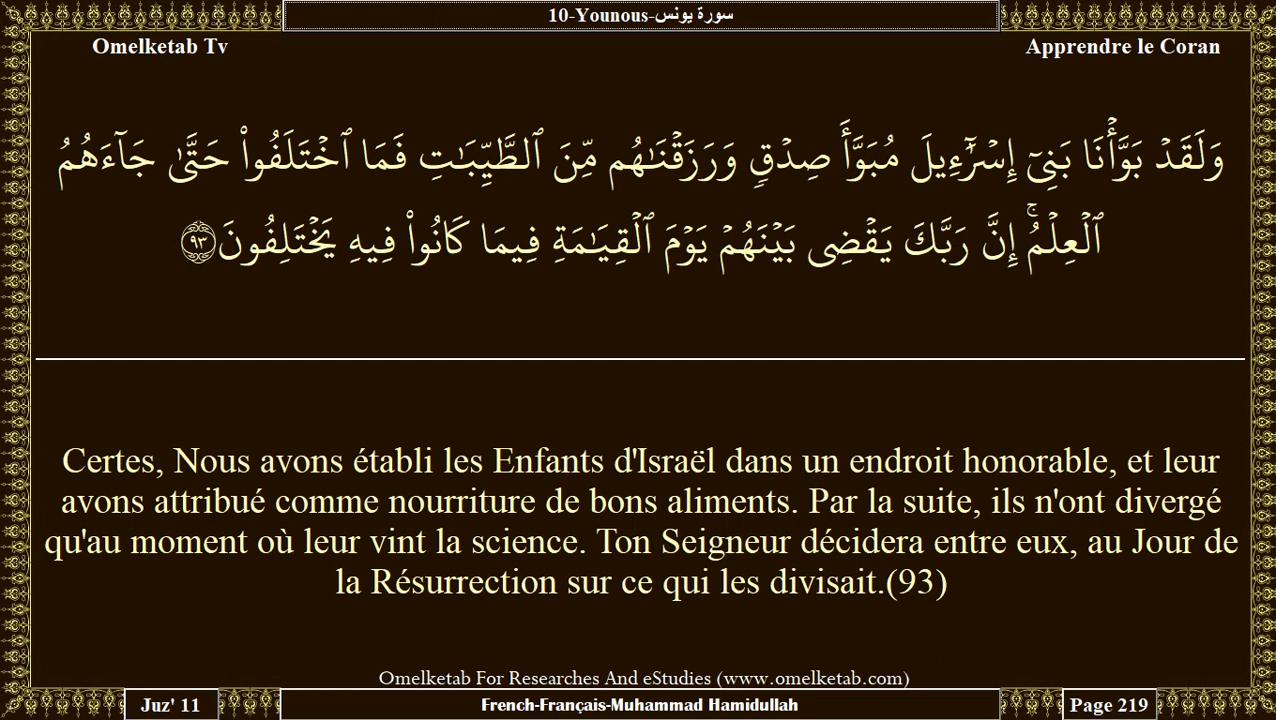 10-Younous-سورة يونس
Omelketab Tv
Apprendre le Coran
وَلَقَدۡ بَوَّأۡنَا بَنِيٓ إِسۡرَٰٓءِيلَ مُبَوَّأَ صِدۡقٖ وَرَزَقۡنَٰهُم مِّنَ ٱلطَّيِّبَٰتِ فَمَا ٱخۡتَلَفُواْ حَتَّىٰ جَآءَهُمُ
ٱلۡعِلۡمُۚ إِنَّ رَبَّكَ يَقۡضِي بَيۡنَهُمۡ يَوۡمَ ٱلۡقِيَٰمَةِ فِيمَا كَانُواْ فِيهِ يَخۡتَلِفُونَ ٩٣
Certes, Nous avons établi les Enfants d'Israël dans un endroit honorable, et leur
avons attribué comme nourriture de bons aliments. Par la suite, ils n'ont divergé
qu'au moment où leur vint la science. Ton Seigneur décidera entre eux, au Jour de
la Résurrection sur ce qui les divisait.(93)
Omelketab For Researches And eStudies (www.omelketab.com)
Juz' 11
French-Français-Muhammad Hamidullah
Page 219